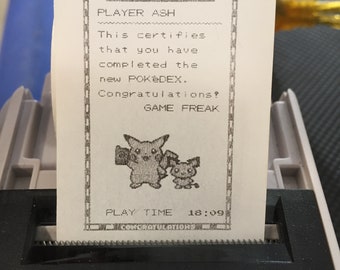 PLAYER ASH
This certifies
that you have
completed the
new POKéDEX.
Congratulations!
GAME FREAK
PLAY TIME 18:09
CONGRATULATIONS